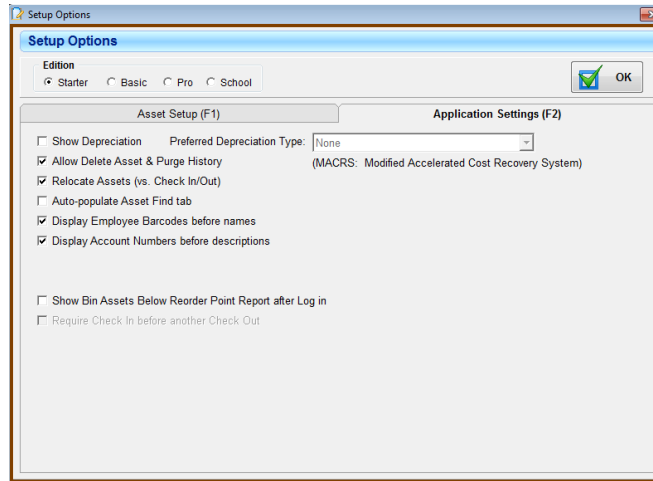 Setup Options
Setup Options
Edition
Starter Basic Pro School
OK
Asset Setup (F1) Application Settings (F2)
Show Depreciation Preferred Depreciation Type: None
Allow Delete Asset & Purge History (MACRS: Modified Accelerated Cost Recovery System)
Relocate Assets (vs. Check In/Out)
Auto-populate Asset Find tab
Display Employee Barcodes before names
Display Account Numbers before descriptions
Show Bin Assets Below Reorder Point Report after Log in
Require Check In before another Check Out